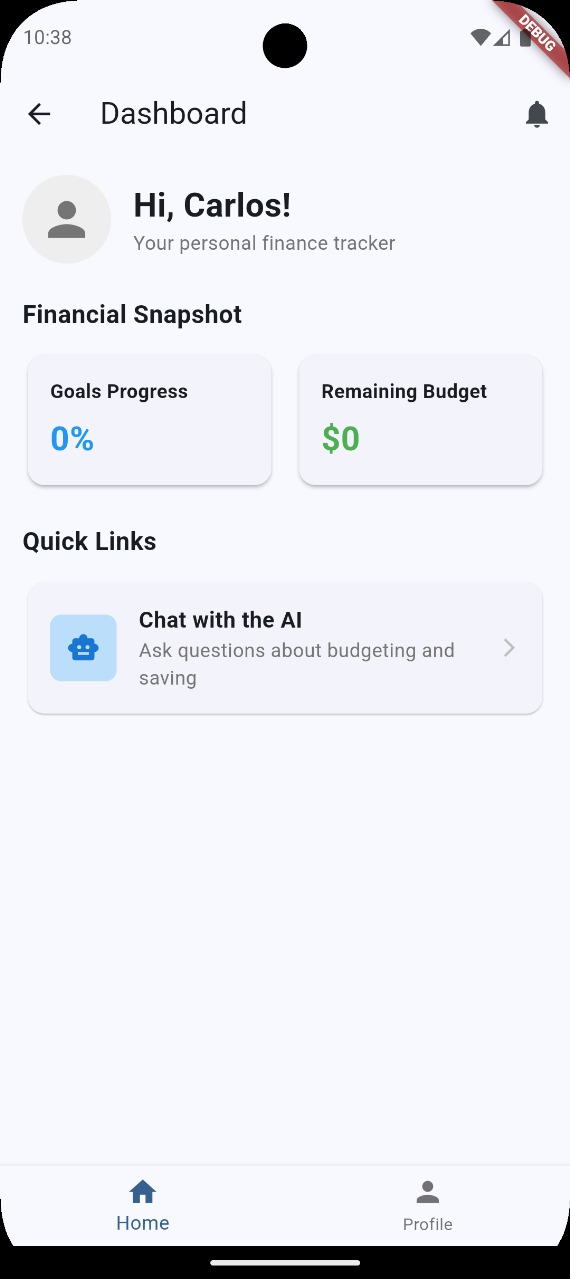 10:38
DEBUG
Dashboard
Hi, Carlos!
Your personal finance tracker
Financial Snapshot
Goals Progress
0%
Remaining Budget
$0
Quick Links
Chat with the AI
Ask questions about budgeting and
saving
Home
Profile